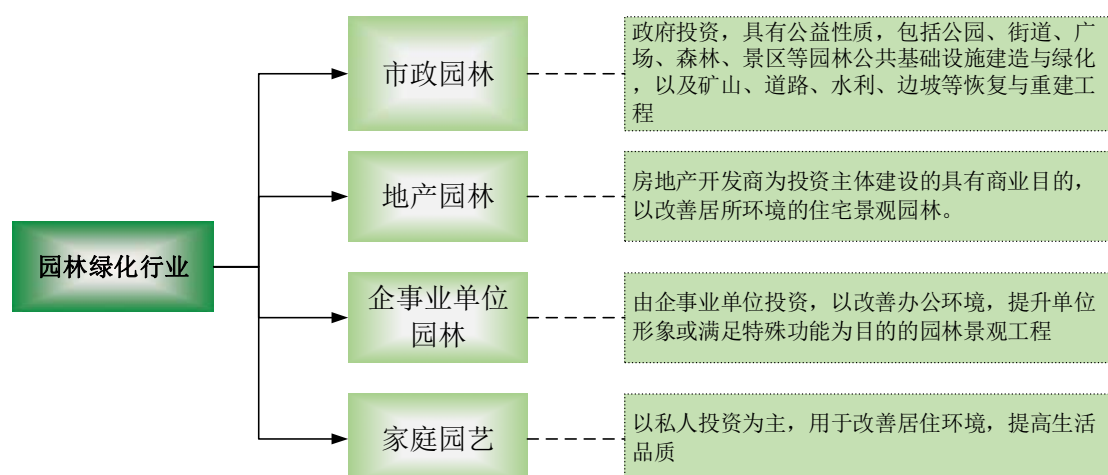 园林绿化行业
市政园林
政府投资，具有公益性质，包括公园、街道、广
场、森林、景区等园林公共基础设施建造与绿化
，以及矿山、道路、水利、边坡等恢复与重建工
程
地产园林
房地产开发商为投资主体建设的具有商业目的，
以改善居所环境的住宅景观园林。
企事业单位
园林
由企事业单位投资，以改善办公环境，提升单位
形象或满足特殊功能为目的的园林景观工程
家庭园艺
以私人投资为主，用于改善居住环境，提高生活
品质